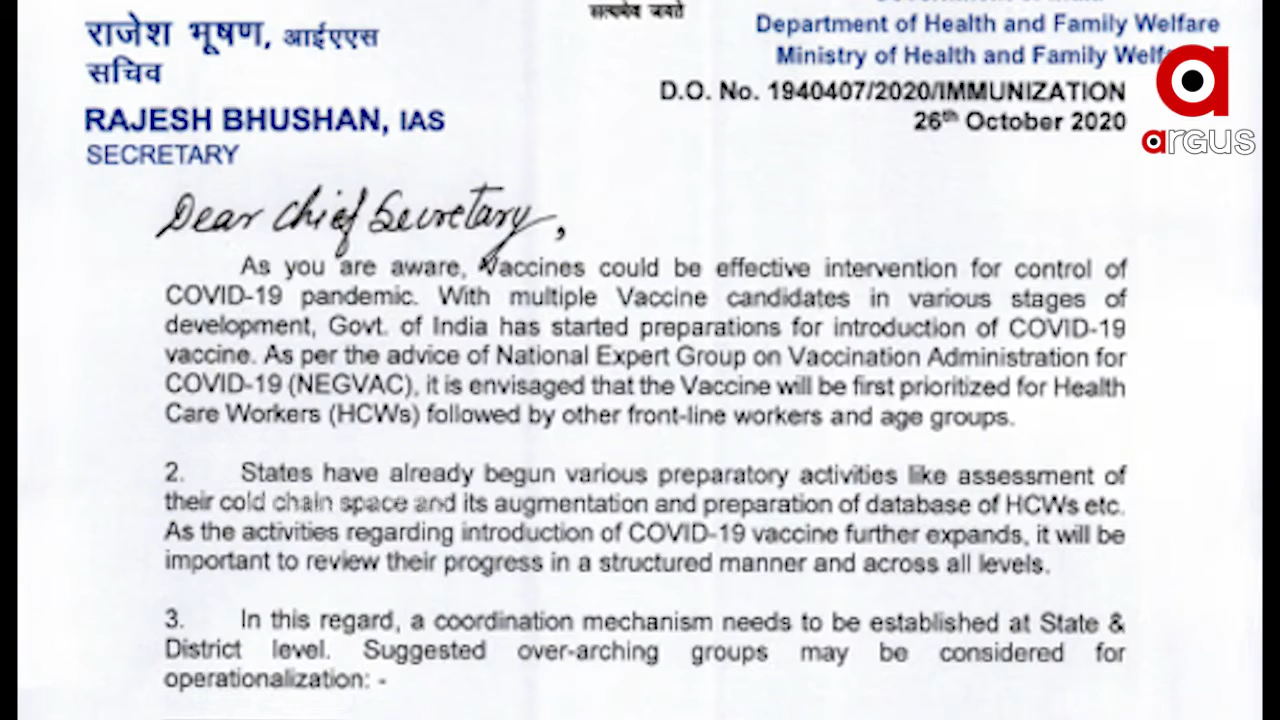 राजेश भूषण, आईएएस
सचिव
RAJESH BHUSHAN, IAS
SECRETARY
सत्यमेव जयते
Department of Health and Family Welfare
Ministry of Health and Family Welf
D.O. No. 1940407/2020/IMMUNIZATION
26th October 2020
argus
Dear Chief Secretary,
As you are aware, Vaccines could be effective intervention for control of
COVID-19 pandemic. With multiple Vaccine candidates in various stages of
development, Govt. of India has started preparations for introduction of COVID-19
vaccine. As per the advice of National Expert Group on Vaccination Administration for
COVID-19 (NEGVAC), it is envisaged that the Vaccine will be first prioritized for Health
Care Workers (HCWs) followed by other front-line workers and age groups.
2. States have already begun various preparatory activities like assessment of
their cold chain space and its augmentation and preparation of database of HCWs etc.
As the activities regarding introduction of COVID-19 vaccine further expands, it will be
important to review their progress in a structured manner and across all levels.
3. In this regard, a coordination mechanism needs to be established at State &
District level. Suggested over-arching groups may be considered for
operationalization: -